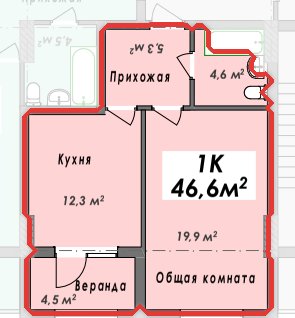 4,5 м²
5,3 м²
4,6 м²
Прихожая
Кухня
1К
46,6м²
12,3 м²
19,9 м²
Веранда
Общая комната
4,5 м²